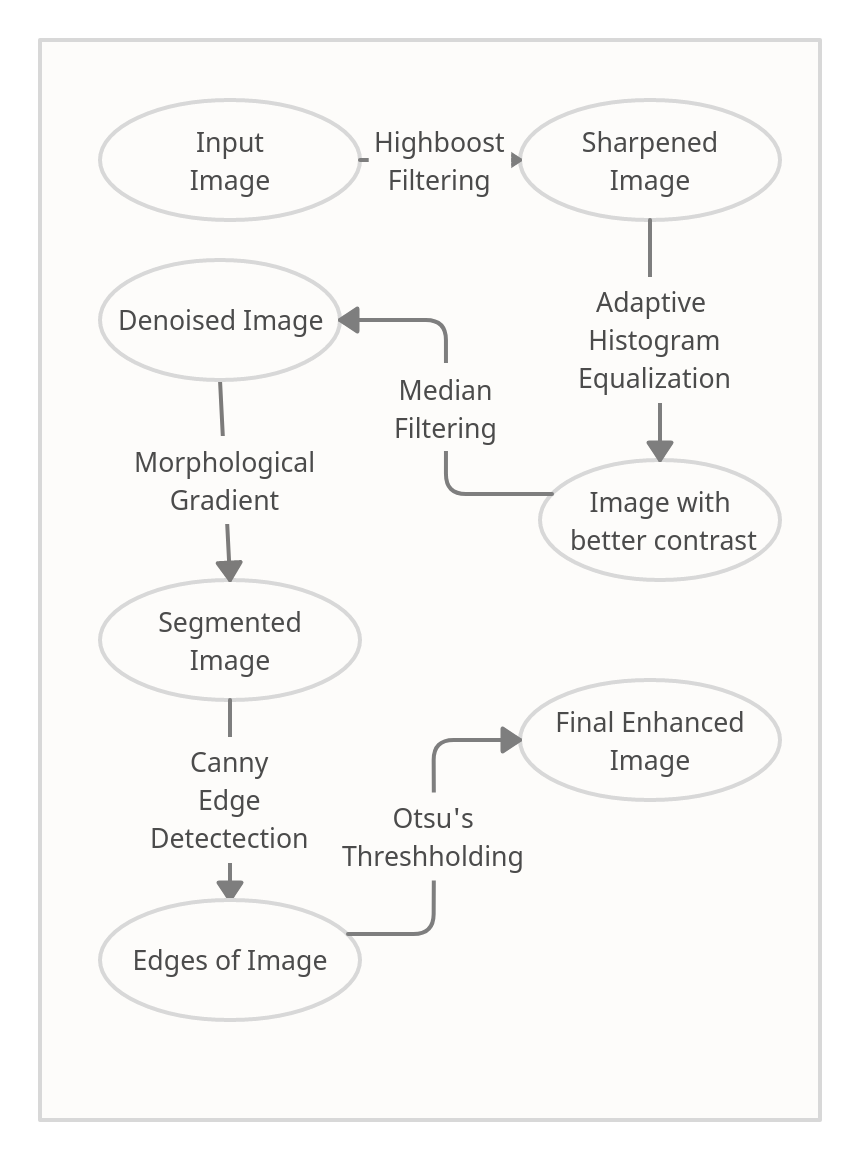 Input
Image
Highboost
Filtering
Sharpened
Image
Adaptive
Histogram
Equalization
Image with
better contrast
Median
Filtering
Denoised Image
Morphological
Gradient
Segmented
Image
Canny
Edge
Detectection
Edges of Image
Otsu's
Threshholding
Final Enhanced
Image